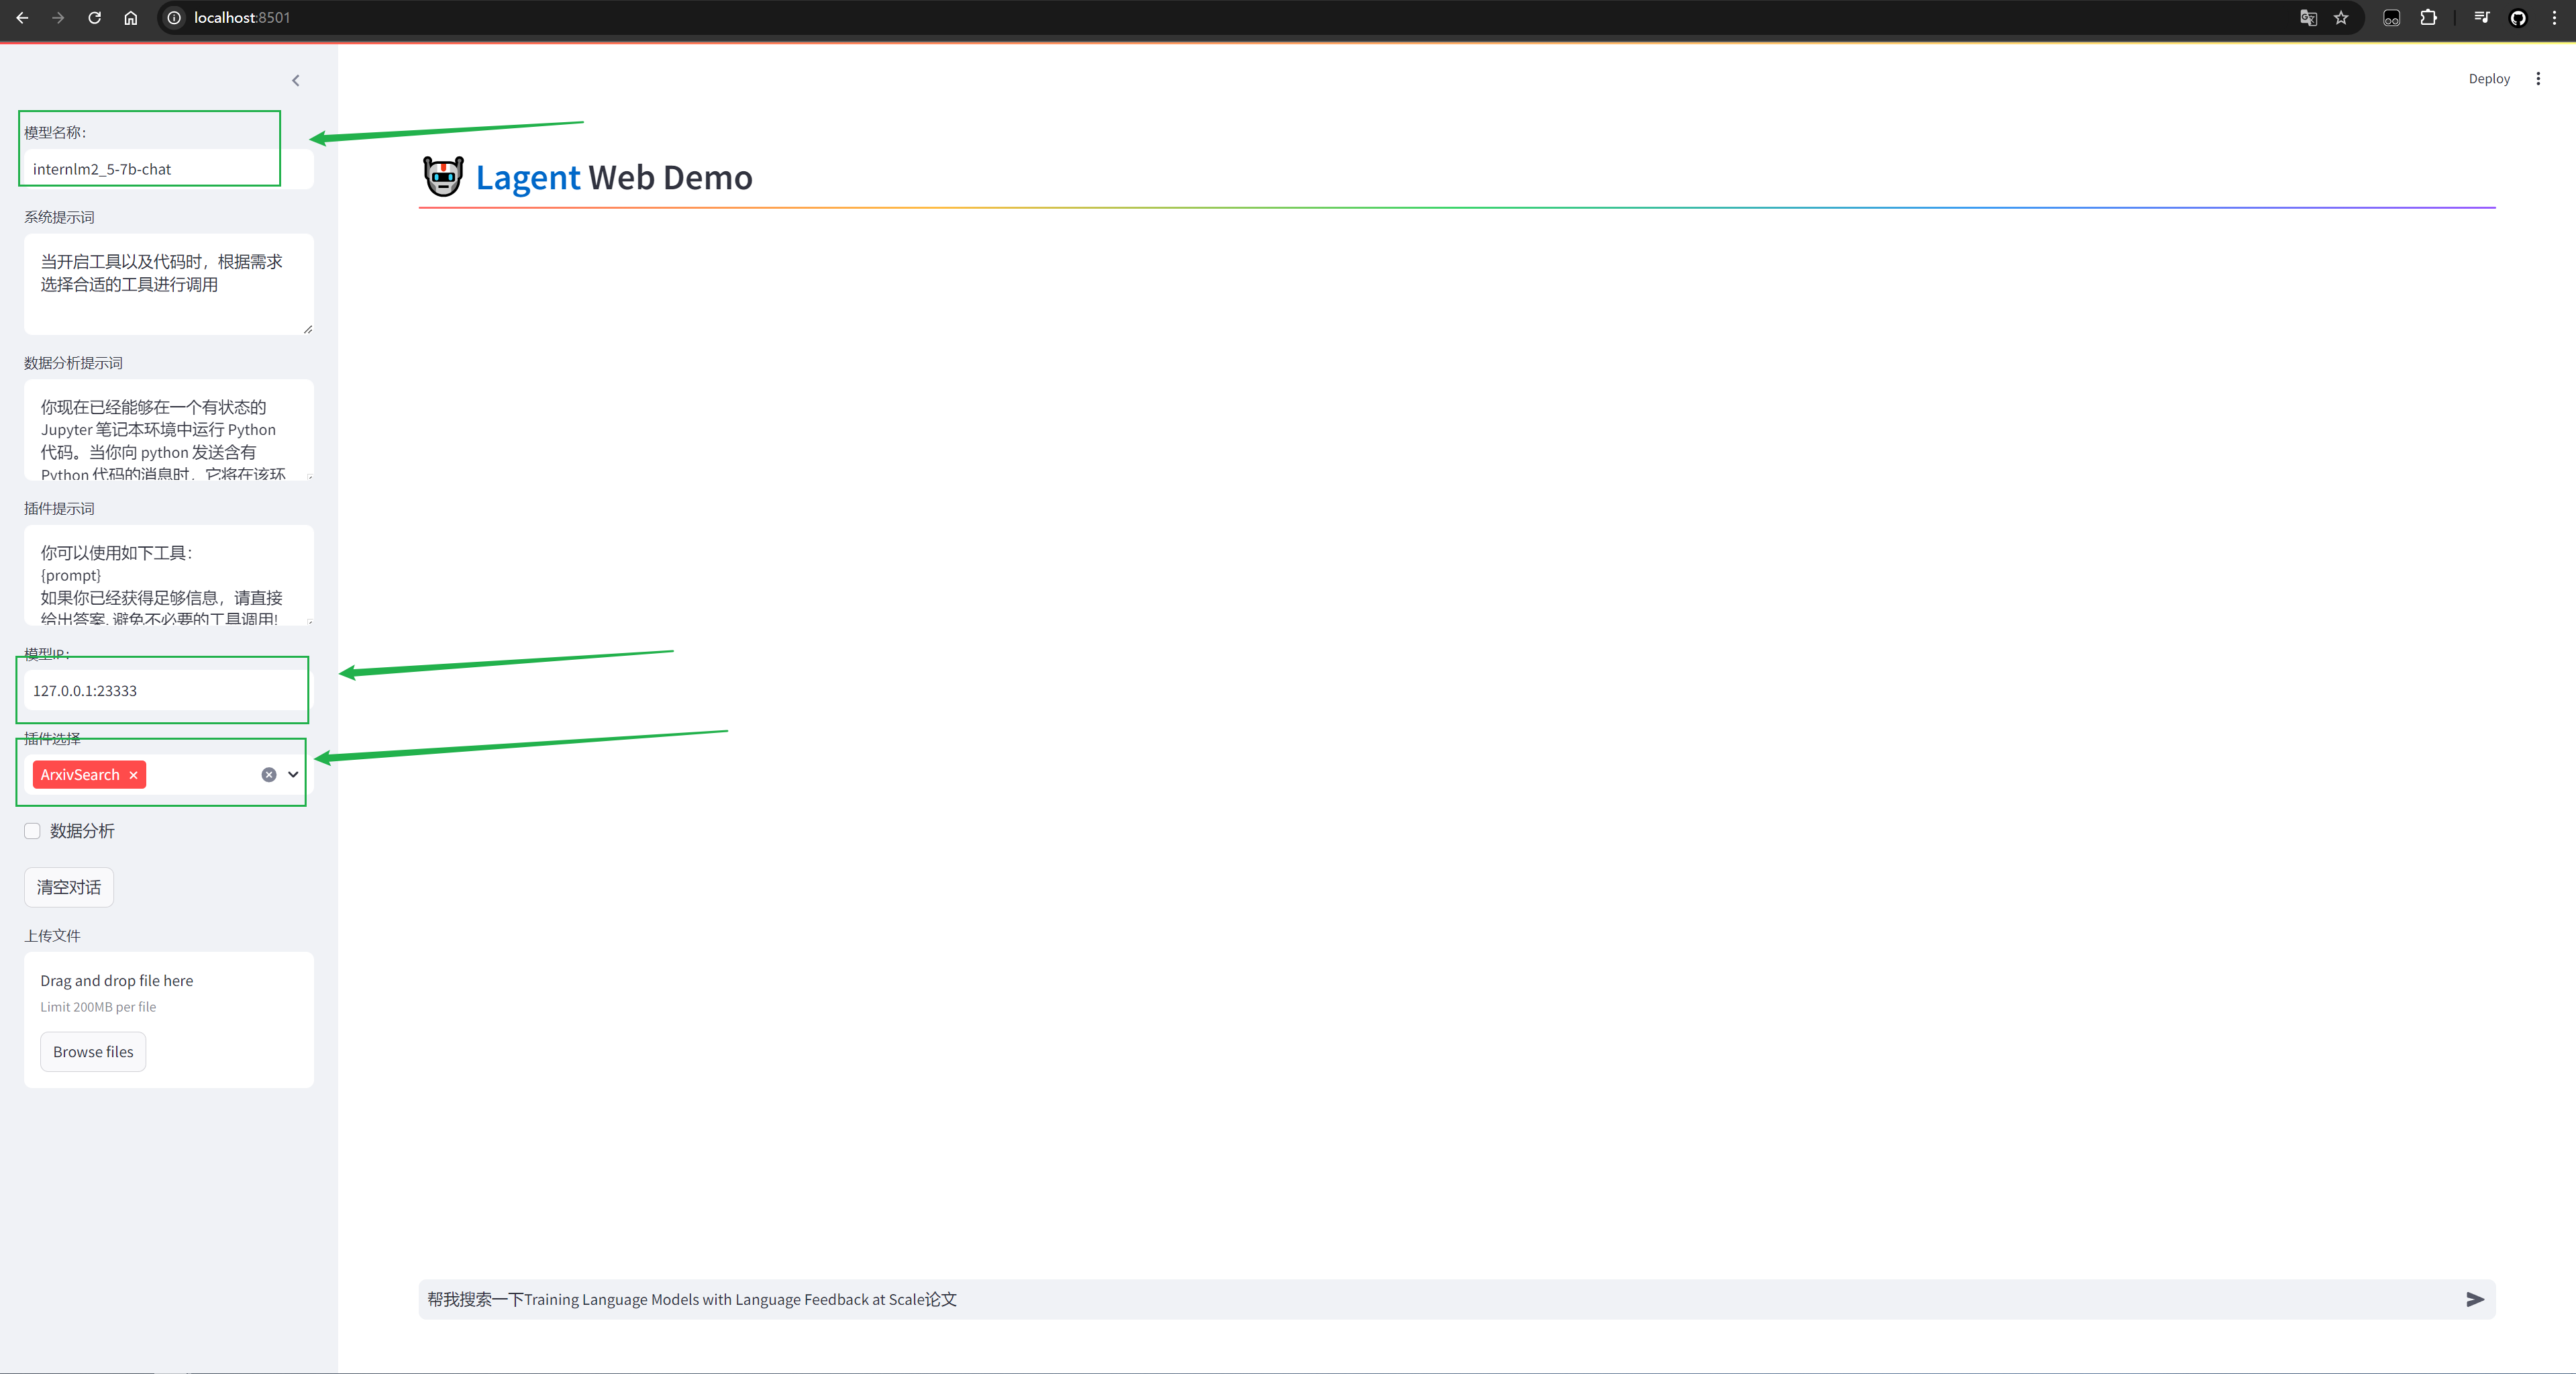 localhost:8501
Deploy
模型名称：
internlm2_5-7b-chat
系统提示词
当开启工具以及代码时，根据需求
选择合适的工具进行调用
数据分析提示词
你现在已经能够在一个有状态的
Jupyter 笔记本环境中运行 Python
代码。当你向 python 发送含有
Python 代码的消息时，它将在该环
插件提示词
你可以使用如下工具：
{prompt}
如果你已经获得足够信息，请直接
给出答案. 避免不必要的工具调用!
模型IP：
127.0.0.1:23333
插件选择
ArxivSearch
数据分析
清空对话
上传文件
Drag and drop file here
Limit 200MB per file
Browse files
Lagent Web Demo
帮我搜索一下Training Language Models with Language Feedback at Scale论文